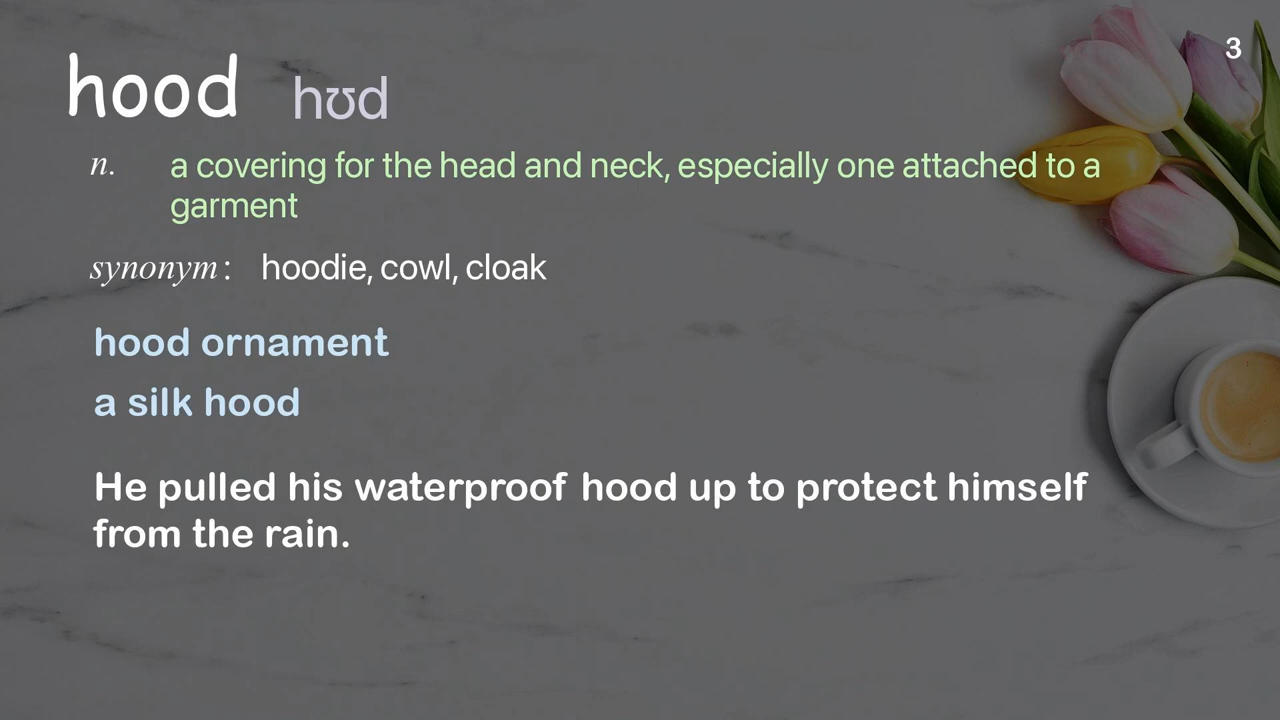 3
hood hʊd
n. a covering for the head and neck, especially one attached to a
garment
synonym: hoodie, cowl, cloak
hood ornament
a silk hood
He pulled his waterproof hood up to protect himself
from the rain.